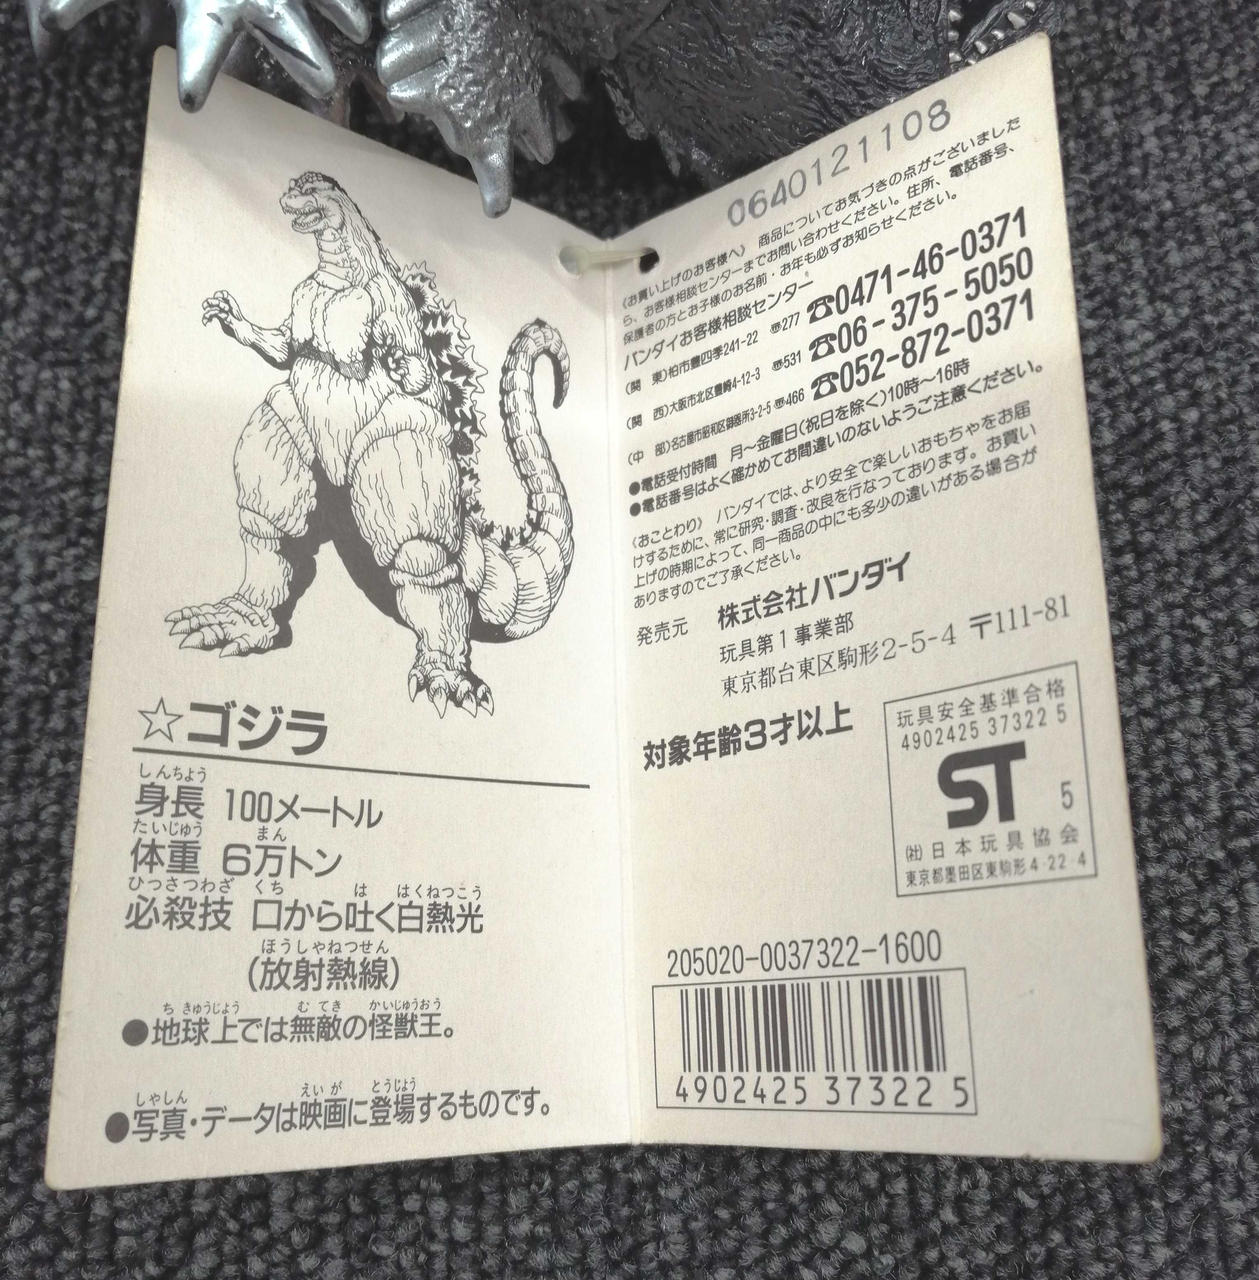 ☆ゴジラ
しんちょう
身長 100メートル
たいじゅう まん
体重 6万トン
ひっさつわざ くち は はくねつこう
必殺技 口から吐く白熱光
ほうしゃねつせん
(放射熱線)
ち きゅうじょう む てき かいじゅうおう
●地球上では無敵の怪獣王。
しゃしん えい が とうじょう
●写真・データは映画に登場するものです。
0640121108
《お買い上げのお客様へ》 商品についてお気づきの点がございました
ら、お客様相談センターまでお問い合わせください。住所、電話番号、
保護者の方とお子様のお名前・お年も必ずお知らせください。
バンダイお客様相談センター
(関 東)柏市豊四季241-22 〠277 ☎0471-46-0371
(関 西)大阪市北区豊崎4-12-3 〠531 ☎06-375-5050
(中 部)名古屋市昭和区御器所3-2-5 〠466 ☎052-872-0371
●電話受付時間 月〜金曜日(祝日を除く)10時〜16時
●電話番号はよく確かめてお間違いのないようご注意ください。
《おことわり》 バンダイでは、より安全で楽しいおもちゃをお届
けするために、常に研究・調査・改良を行なっております。お買い
上げの時期によって、同一商品の中にも多少の違いがある場合が
ありますのでご了承ください。
発売元 株式会社バンダイ
玩具第1事業部
東京都台東区駒形2-5-4 〒111-81
対象年齢3才以上
玩具安全基準合格
4902425 37322 5
ST 5
(社)日本玩具協会
東京都墨田区東駒形4-22-4
205020-0037322-1600
4902425 373225